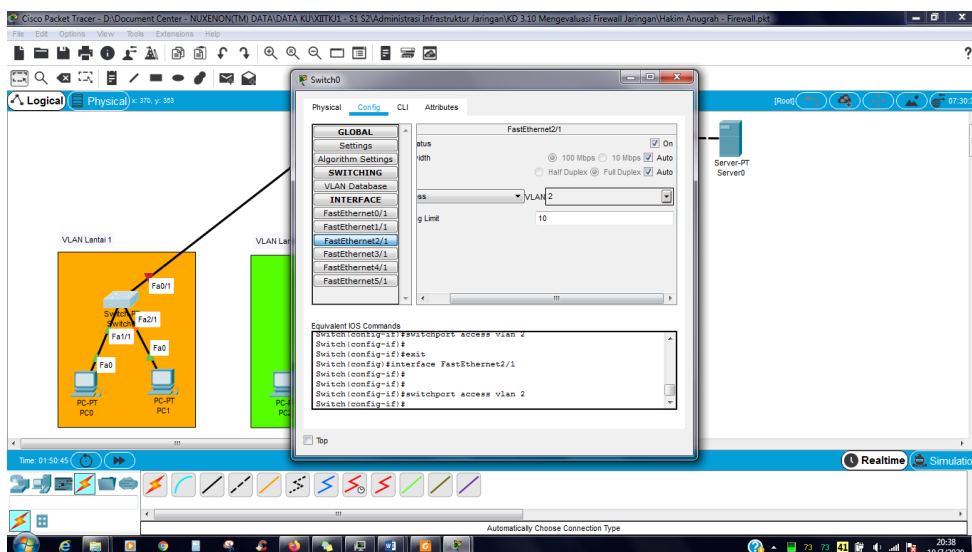 Cisco Packet Tracer - D:\Document Center - NUXENON(TM) DATA\DATA KU\XIITKJ1 - S1 S2\Administrasi Infrastruktur Jaringan\KD 3.10 Mengevaluasi Firewall Jaringan\Hakim Anugrah - Firewall.pkt
File Edit Options View Tools Extensions Help
?
Logical
Physical
x: 370, y: 353
[Root]
07:30:
Switch0
Physical Config CLI Attributes
GLOBAL
Settings
Algorithm Settings
SWITCHING
VLAN Database
INTERFACE
FastEthernet0/1
FastEthernet1/1
FastEthernet2/1
FastEthernet3/1
FastEthernet4/1
FastEthernet5/1
FastEthernet2/1
atus
On
idth
100 Mbps
10 Mbps
Auto
Half Duplex
Full Duplex
Auto
ss
VLAN
2
g Limit
10
Equivalent IOS Commands
Switch(config-if)#switchport access vlan 2
Switch(config-if)#
Switch(config-if)#exit
Switch(config)#interface FastEthernet2/1
Switch(config-if)#
Switch(config-if)#
Switch(config-if)#switchport access vlan 2
Switch(config-if)#
Top
Server-PT
Server0
VLAN Lantai 1
VLAN Lan
Fa0/1
Fa2/1
Fa1/1
Fa0
Fa0
PC-PT
PC0
PC-PT
PC1
Time: 01:50:45
Realtime
Simulatio
Automatically Choose Connection Type
73 73 41
20:38